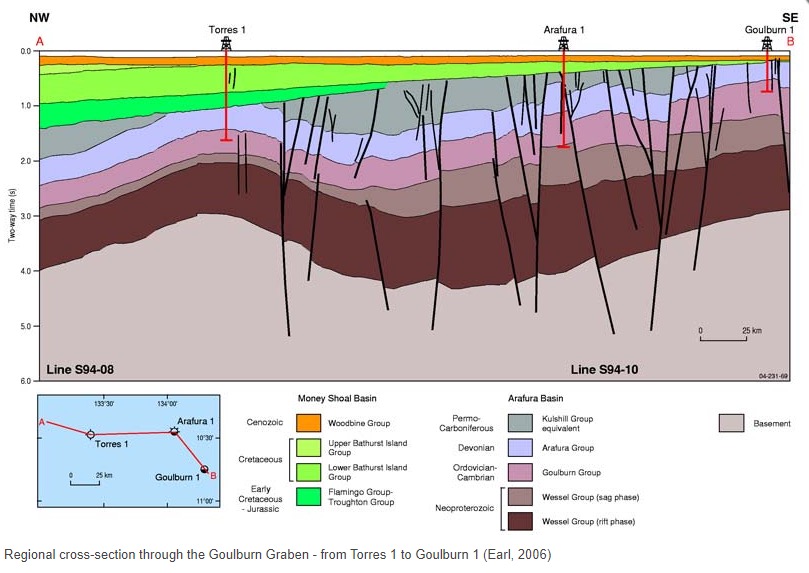 NW
SE
A
Torres 1
Arafura 1
Goulburn 1
B
0.0
1.0
2.0
3.0
4.0
5.0
6.0
Two-way time (s)
0 25 km
Line S94-08
Line S94-10
04-231-69
133°30'
134°00'
A
Torres 1
Arafura 1
10°30'
Goulburn 1
B
0 25 km
11°00'
Money Shoal Basin
Cenozoic
Woodbine Group
Cretaceous
Upper Bathurst Island
Group
Lower Bathurst Island
Group
Early
Cretaceous
- Jurassic
Flamingo Group-
Troughton Group
Arafura Basin
Permo-
Carboniferous
Kulshill Group
equivalent
Devonian
Arafura Group
Ordovician-
Cambrian
Goulburn Group
Neoproterozoic
Wessel Group (sag phase)
Wessel Group (rift phase)
Basement
Regional cross-section through the Goulburn Graben - from Torres 1 to Goulburn 1 (Earl, 2006)